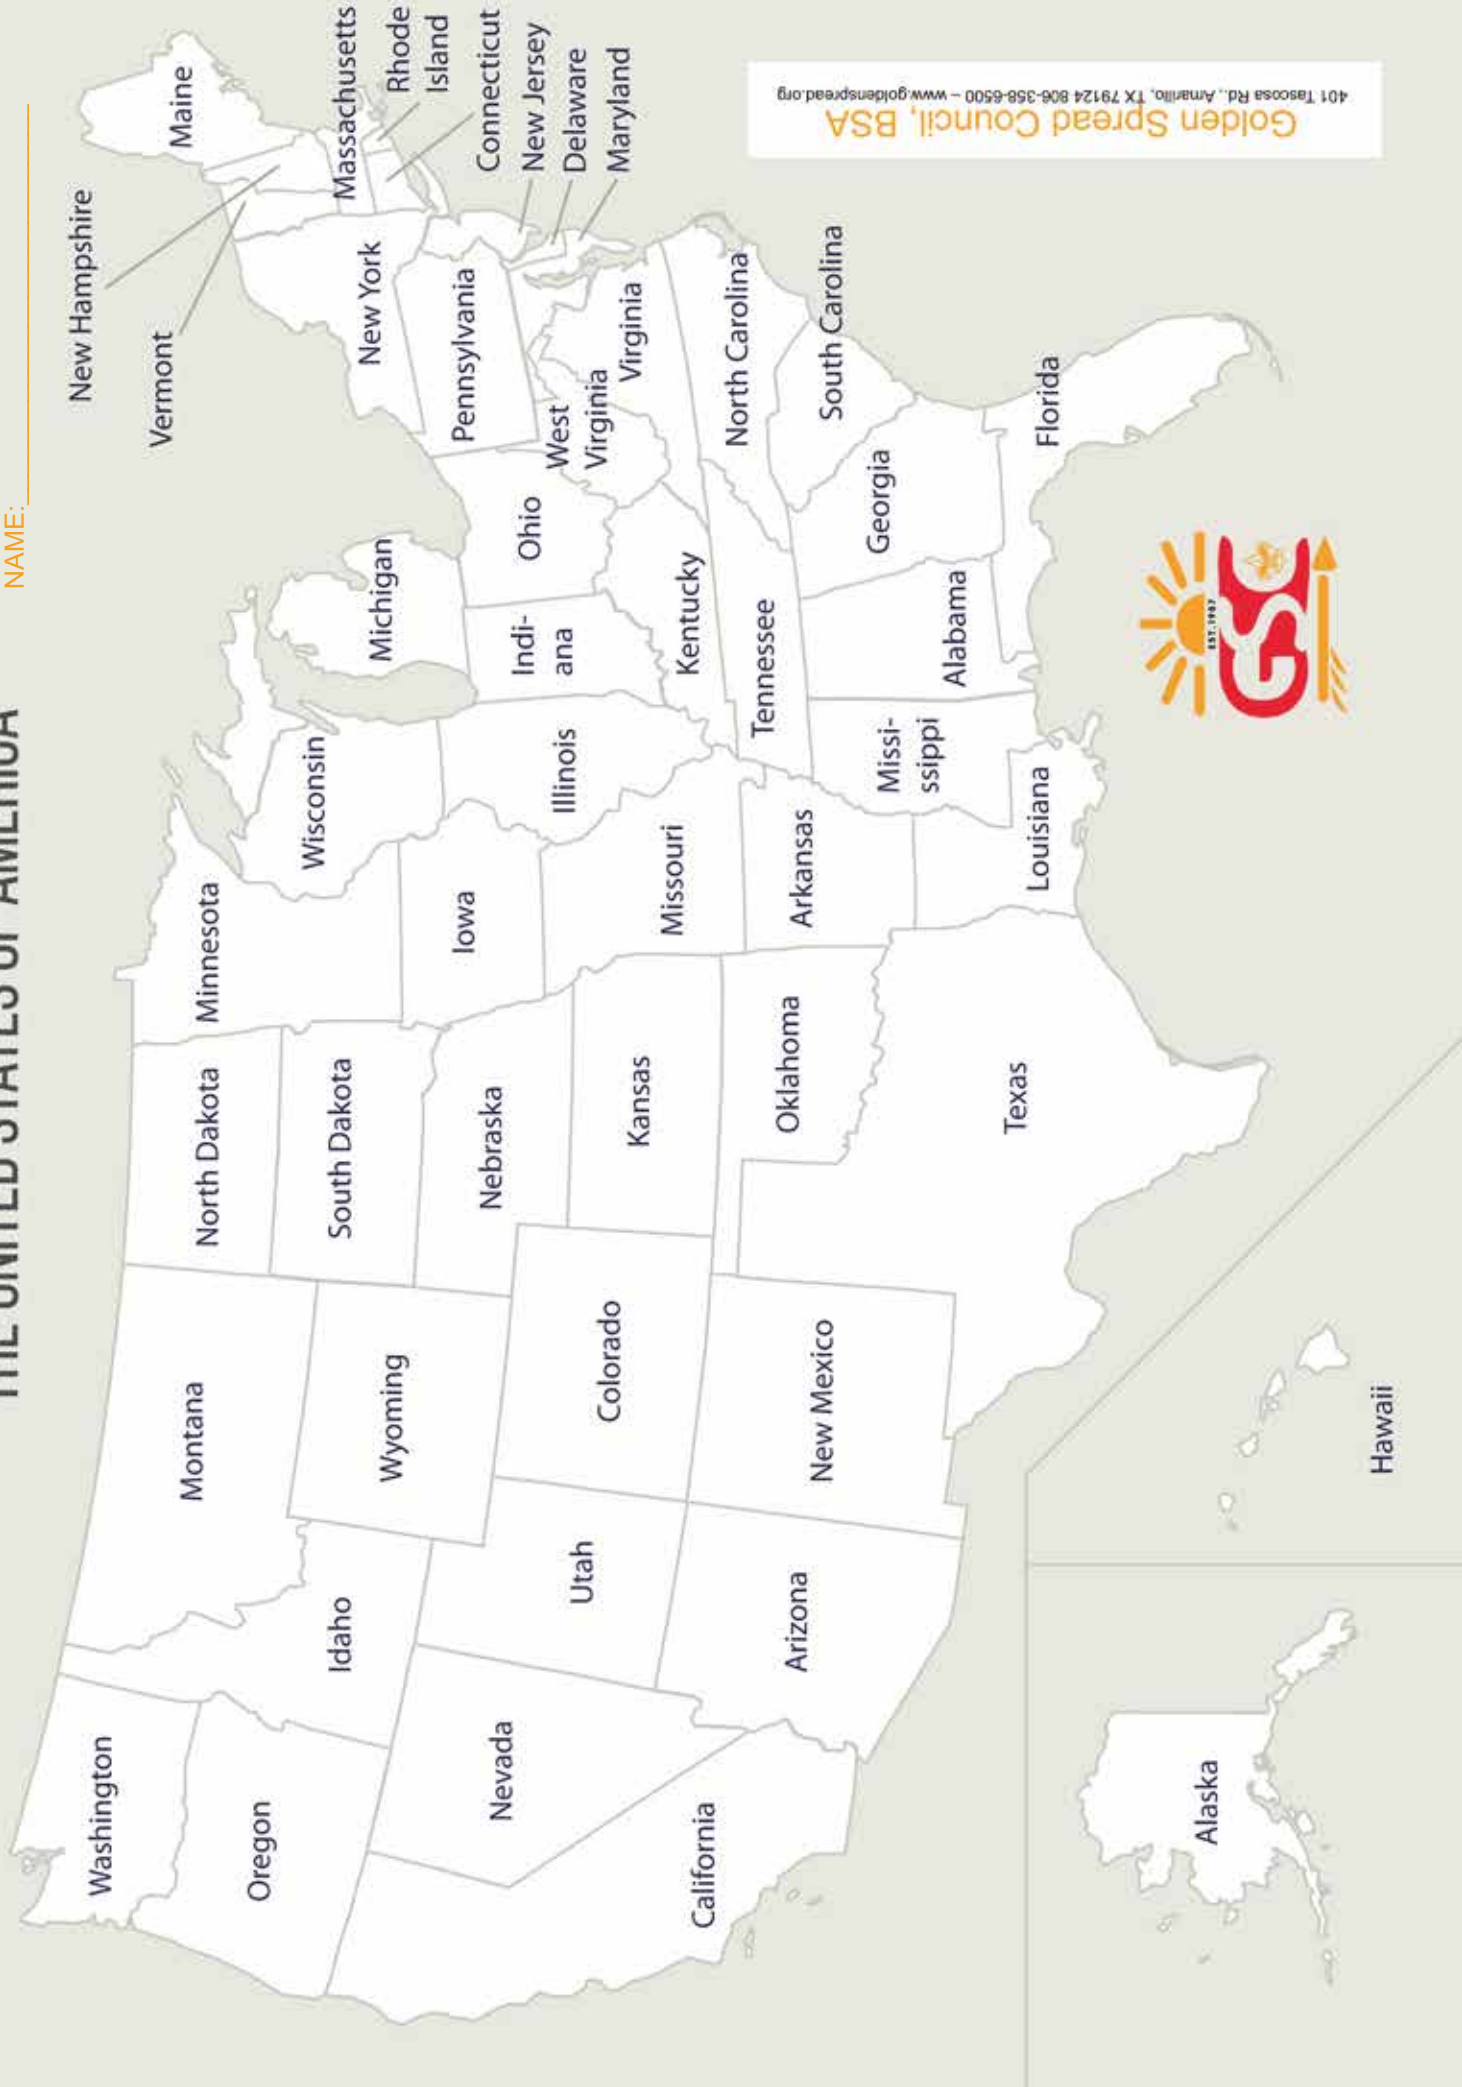 THE UNITED STATES OF AMERICA
NAME:
Washington
Oregon
California
Nevada
Idaho
Montana
Wyoming
Utah
Arizona
Colorado
New Mexico
North Dakota
South Dakota
Nebraska
Kansas
Oklahoma
Texas
Minnesota
Iowa
Missouri
Arkansas
Louisiana
Wisconsin
Illinois
Michigan
Indi-
ana
Ohio
Kentucky
Tennessee
Missi-
ssippi
Alabama
Georgia
Florida
South Carolina
North Carolina
Virginia
West
Virginia
Pennsylvania
New York
Vermont
New Hampshire
Maine
Massachusetts
Rhode
Island
Connecticut
New Jersey
Delaware
Maryland
Alaska
Hawaii
EST. 1987
GSC
Golden Spread Council, BSA
401 Tascosa Rd., Amarillo, TX 79124 806-358-6500 – www.goldenspread.org